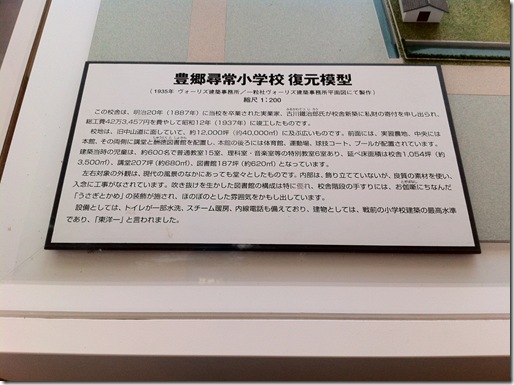 豊郷尋常小学校 復元模型
(1935年 ヴォーリズ建築事務所/一粒社ヴォーリズ建築事務所平面図にて製作)
縮尺 1:200
この校舎は、明治20年(1887年)に当校を卒業された実業家、古川鐵治郎氏が校舎新築に私財の寄付を申し出られ、
総工費42万3,457円を費やして昭和12年(1937年)に竣工したものです。
校地は、旧中山道に面していて、約12,000坪(約40,000㎡)に及ぶ広いものです。前面には、実習農地、中央には
本館、その両側に講堂と図書館を配置し、本館の後ろには体育館、運動場、球技コート、プールが配置されています。
建築当時の児童は、約600名で普通教室15室、理科室・音楽室等の特別教室6室あり、延べ床面積は校舎1,054坪(約
3,500㎡)、講堂207坪(約680㎡)、図書館187坪(約620㎡)となっています。
左右対象の外観は、現代の風景のなかにあっても堂々としたものです。内部は、飾り立てていないが、良質の素材を使い、
入念に工事がなされています。吹き抜けを生かした図書館の構成は特に優れ、校舎階段の手すりには、お伽噺にちなんだ
「うさぎとかめ」の装飾が施され、ほのぼのとした雰囲気をかもし出しています。
設備としては、トイレが一部水洗、スチーム暖房、内線電話も備えており、建物としては、戦前の小学校建築の最高水準
であり、「東洋一」と言われました。